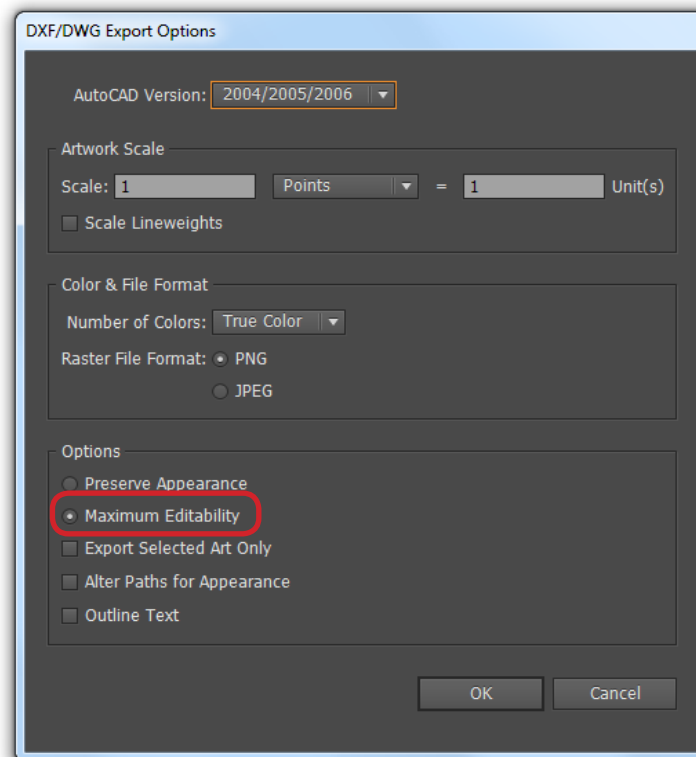 DXF/DWG Export Options
AutoCAD Version: 2004/2005/2006
Artwork Scale
Scale: 1 Points = 1 Unit(s)
Scale Lineweights
Color & File Format
Number of Colors: True Color
Raster File Format: PNG
JPEG
Options
Preserve Appearance
Maximum Editability
Export Selected Art Only
Alter Paths for Appearance
Outline Text
OK Cancel